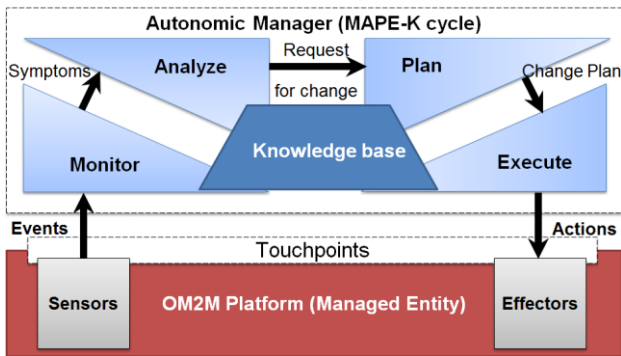 Autonomic Manager (MAPE-K cycle)
Symptoms
Analyze
Request
for change
Plan
Change Plan
Monitor
Knowledge base
Execute
Events
Actions
Touchpoints
Sensors
OM2M Platform (Managed Entity)
Effectors